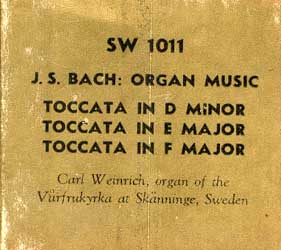 SW 1011
J. S. BACH: ORGAN MUSIC
TOCCATA IN D MiNOR
TOCCATA IN E MAJOR
TOCCATA IN F MAJOR
Carl Weinrich, organ of the
Vürfrukyrka at Skänninge, Sweden